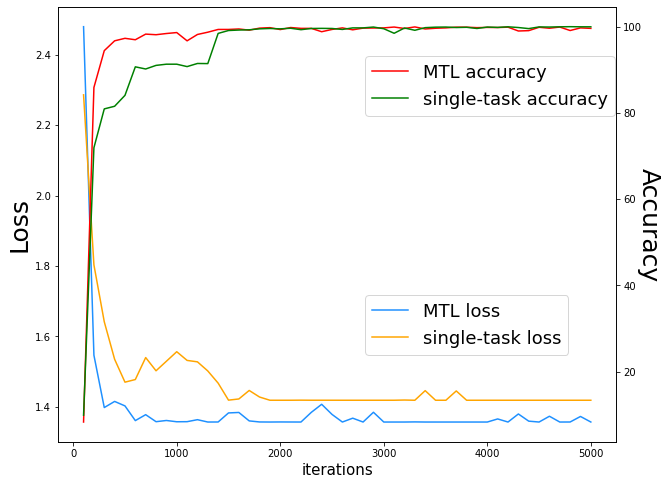 2.4
2.2
2.0
1.8
1.6
1.4
Loss
0
1000
2000
3000
4000
5000
iterations
100
80
60
40
20
Accuracy
MTL accuracy
single-task accuracy
MTL loss
single-task loss